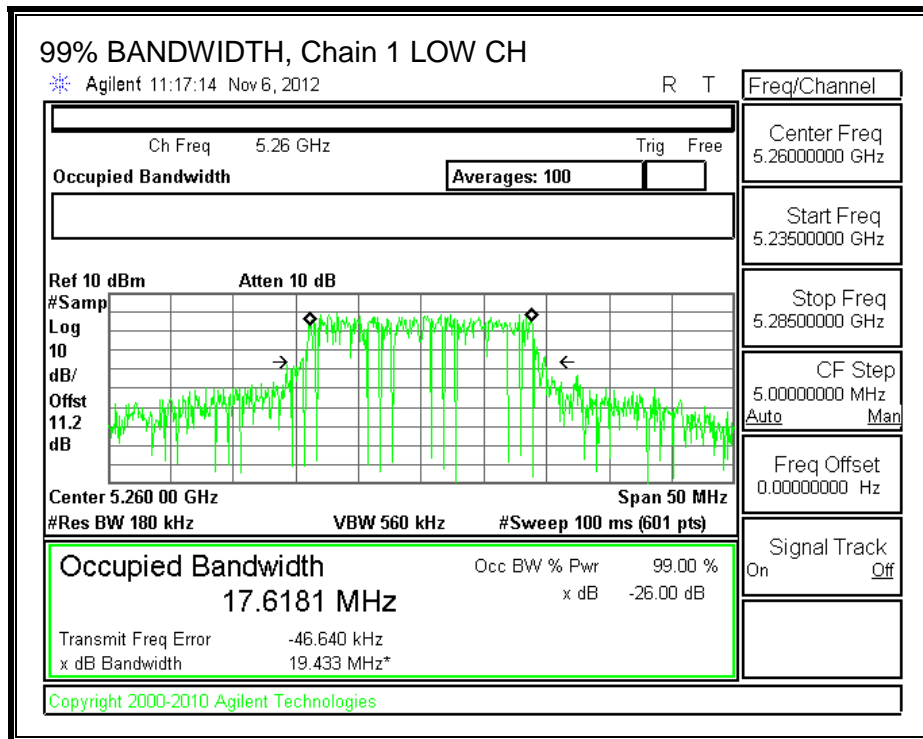 99% BANDWIDTH, Chain 1 LOW CH
Agilent 11:17:14 Nov 6, 2012 R T
Ch Freq 5.26 GHz Trig Free
Occupied Bandwidth Averages: 100
Ref 10 dBm Atten 10 dB
#Samp
Log
10
dB/
Offst
11.2
dB
Center 5.260 00 GHz Span 50 MHz
#Res BW 180 kHz VBW 560 kHz #Sweep 100 ms (601 pts)
Occupied Bandwidth Occ BW % Pwr 99.00 %
17.6181 MHz x dB -26.00 dB
Transmit Freq Error -46.640 kHz
x dB Bandwidth 19.433 MHz*
Copyright 2000-2010 Agilent Technologies
Freq/Channel
Center Freq
5.26000000 GHz
Start Freq
5.23500000 GHz
Stop Freq
5.28500000 GHz
CF Step
5.00000000 MHz
Auto Man
Freq Offset
0.00000000 Hz
Signal Track
On Off